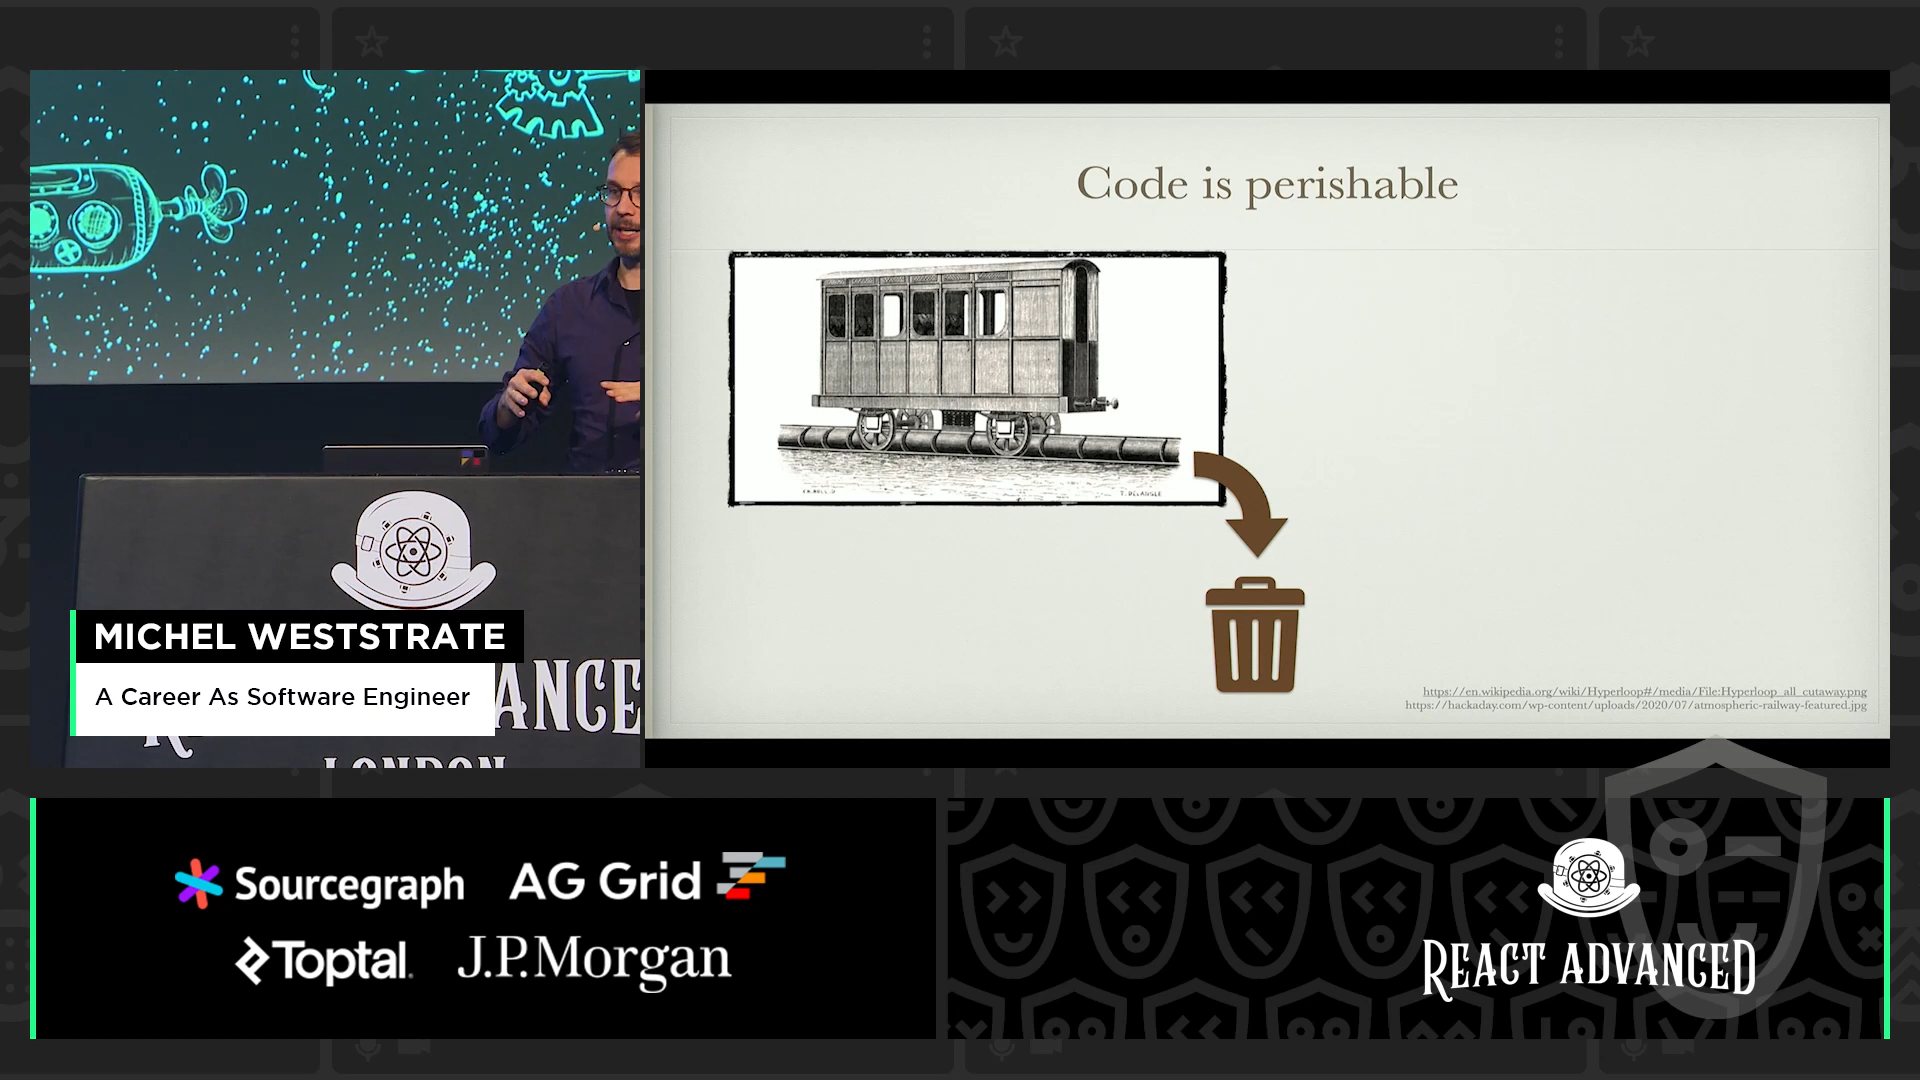 Code is perishable
https://en.wikipedia.org/wiki/Hyperloop#/media/File:Hyperloop_all_cutaway.png
https://hackaday.com/wp-content/uploads/2020/07/atmospheric-railway-featured.jpg
MICHEL WESTSTRATE
A Career As Software Engineer
LONDON
Sourcegraph
AG Grid
Toptal.
J.P.Morgan
REACT ADVANCED